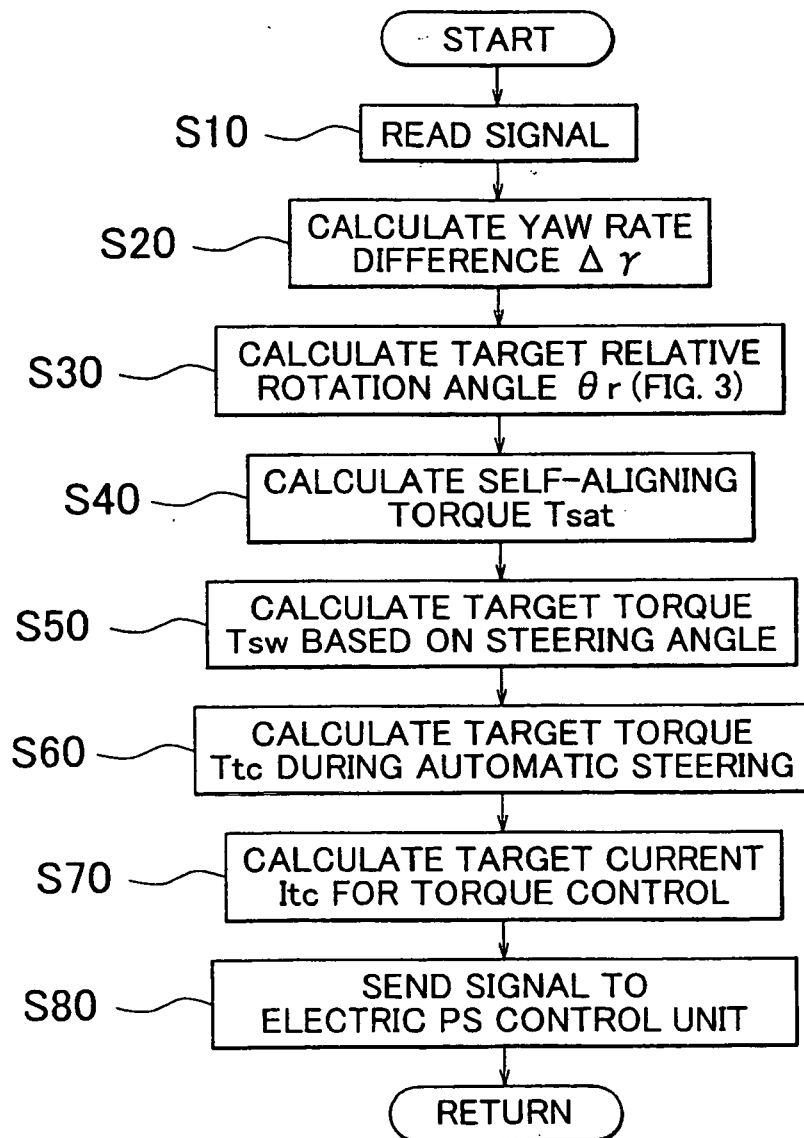 START
S10
READ SIGNAL
S20
CALCULATE YAW RATE
DIFFERENCE Δ γ
S30
CALCULATE TARGET RELATIVE
ROTATION ANGLE θ r (FIG. 3)
S40
CALCULATE SELF-ALIGNING
TORQUE Tsat
S50
CALCULATE TARGET TORQUE
Tsw BASED ON STEERING ANGLE
S60
CALCULATE TARGET TORQUE
Ttc DURING AUTOMATIC STEERING
S70
CALCULATE TARGET CURRENT
Itc FOR TORQUE CONTROL
S80
SEND SIGNAL TO
ELECTRIC PS CONTROL UNIT
RETURN